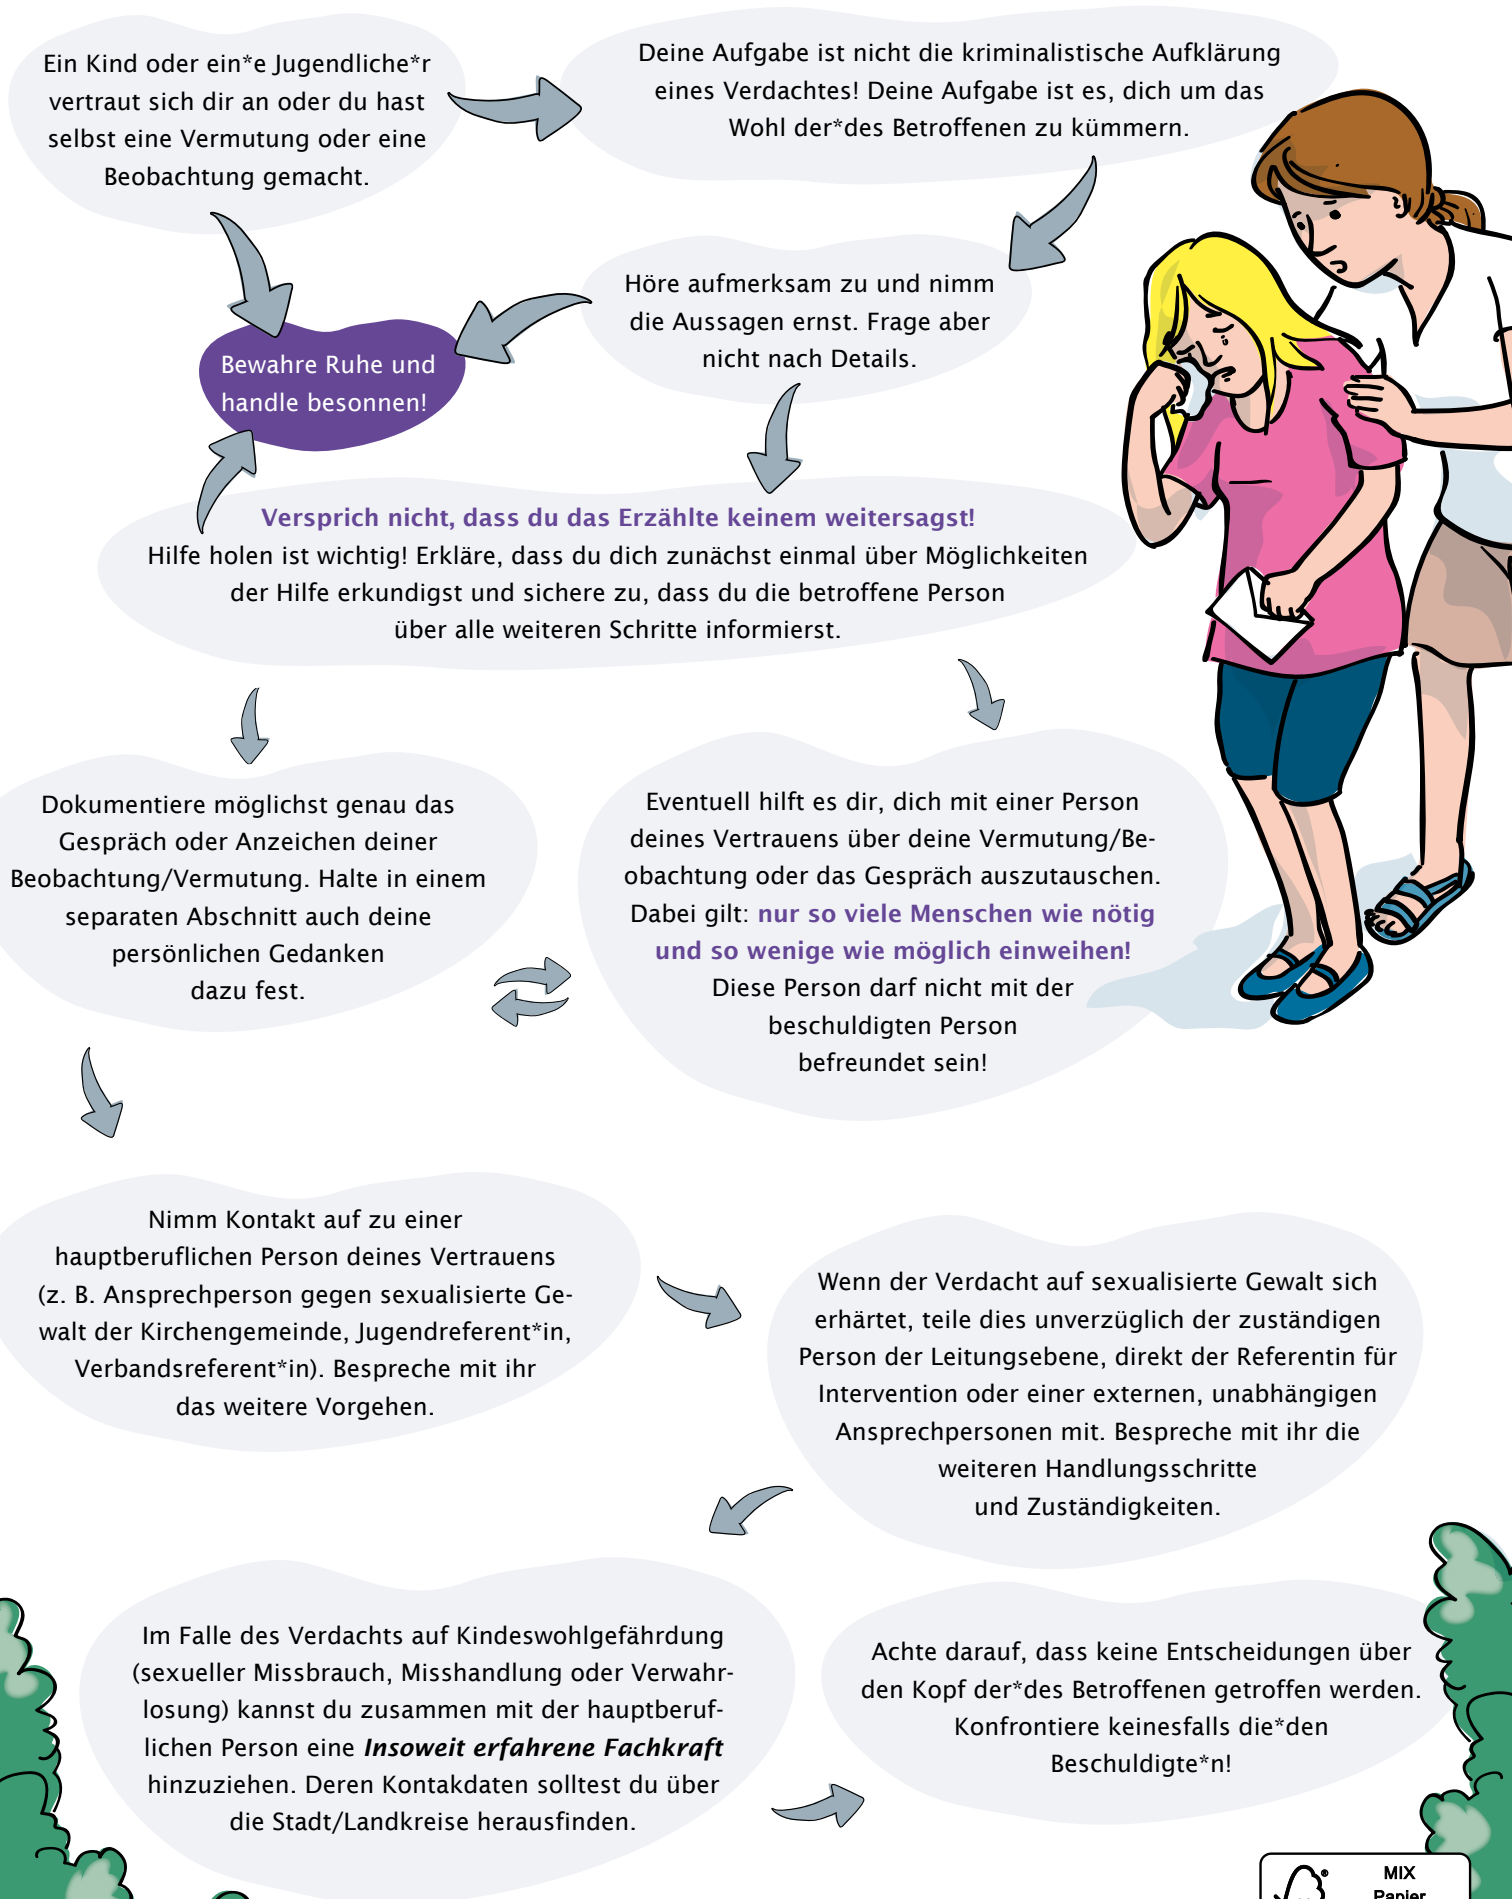 Ein Kind oder ein*e Jugendliche*r
vertraut sich dir an oder du hast
selbst eine Vermutung oder eine
Beobachtung gemacht.
Deine Aufgabe ist nicht die kriminalistische Aufklärung
eines Verdachtes! Deine Aufgabe ist es, dich um das
Wohl der*des Betroffenen zu kümmern.
Höre aufmerksam zu und nimm
die Aussagen ernst. Frage aber
nicht nach Details.
Bewahre Ruhe und
handle besonnen!
Versprich nicht, dass du das Erzählte keinem weitersagst!
Hilfe holen ist wichtig! Erkläre, dass du dich zunächst einmal über Möglichkeiten
der Hilfe erkundigst und sichere zu, dass du die betroffene Person
über alle weiteren Schritte informierst.
Dokumentiere möglichst genau das
Gespräch oder Anzeichen deiner
Beobachtung/Vermutung. Halte in einem
separaten Abschnitt auch deine
persönlichen Gedanken
dazu fest.
Eventuell hilft es dir, dich mit einer Person
deines Vertrauens über deine Vermutung/Be-
obachtung oder das Gespräch auszutauschen.
Dabei gilt: nur so viele Menschen wie nötig
und so wenige wie möglich einweihen!
Diese Person darf nicht mit der
beschuldigten Person
befreundet sein!
Nimm Kontakt auf zu einer
hauptberuflichen Person deines Vertrauens
(z. B. Ansprechperson gegen sexualisierte Ge-
walt der Kirchengemeinde, Jugendreferent*in,
Verbandsreferent*in). Bespreche mit ihr
das weitere Vorgehen.
Wenn der Verdacht auf sexualisierte Gewalt sich
erhärtet, teile dies unverzüglich der zuständigen
Person der Leitungsebene, direkt der Referentin für
Intervention oder einer externen, unabhängigen
Ansprechpersonen mit. Bespreche mit ihr die
weiteren Handlungsschritte
und Zuständigkeiten.
Im Falle des Verdachts auf Kindeswohlgefährdung
(sexueller Missbrauch, Misshandlung oder Verwahr-
losung) kannst du zusammen mit der hauptberuf-
lichen Person eine Insoweit erfahrene Fachkraft
hinzuziehen. Deren Kontakdaten solltest du über
die Stadt/Landkreise herausfinden.
Achte darauf, dass keine Entscheidungen über
den Kopf der*des Betroffenen getroffen werden.
Konfrontiere keinesfalls die*den
Beschuldigte*n!
MIX
Papier